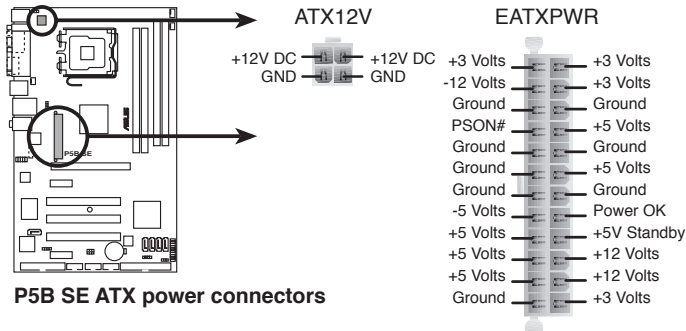 ATX12V
EATXPWR
+12V DC +12V DC
GND GND
+3 Volts +3 Volts
-12 Volts +3 Volts
Ground Ground
PSON# +5 Volts
Ground Ground
Ground +5 Volts
Ground Ground
-5 Volts Power OK
+5 Volts +5V Standby
+5 Volts +12 Volts
+5 Volts +12 Volts
Ground +3 Volts
ASUS
P5B SE
P5B SE ATX power connectors